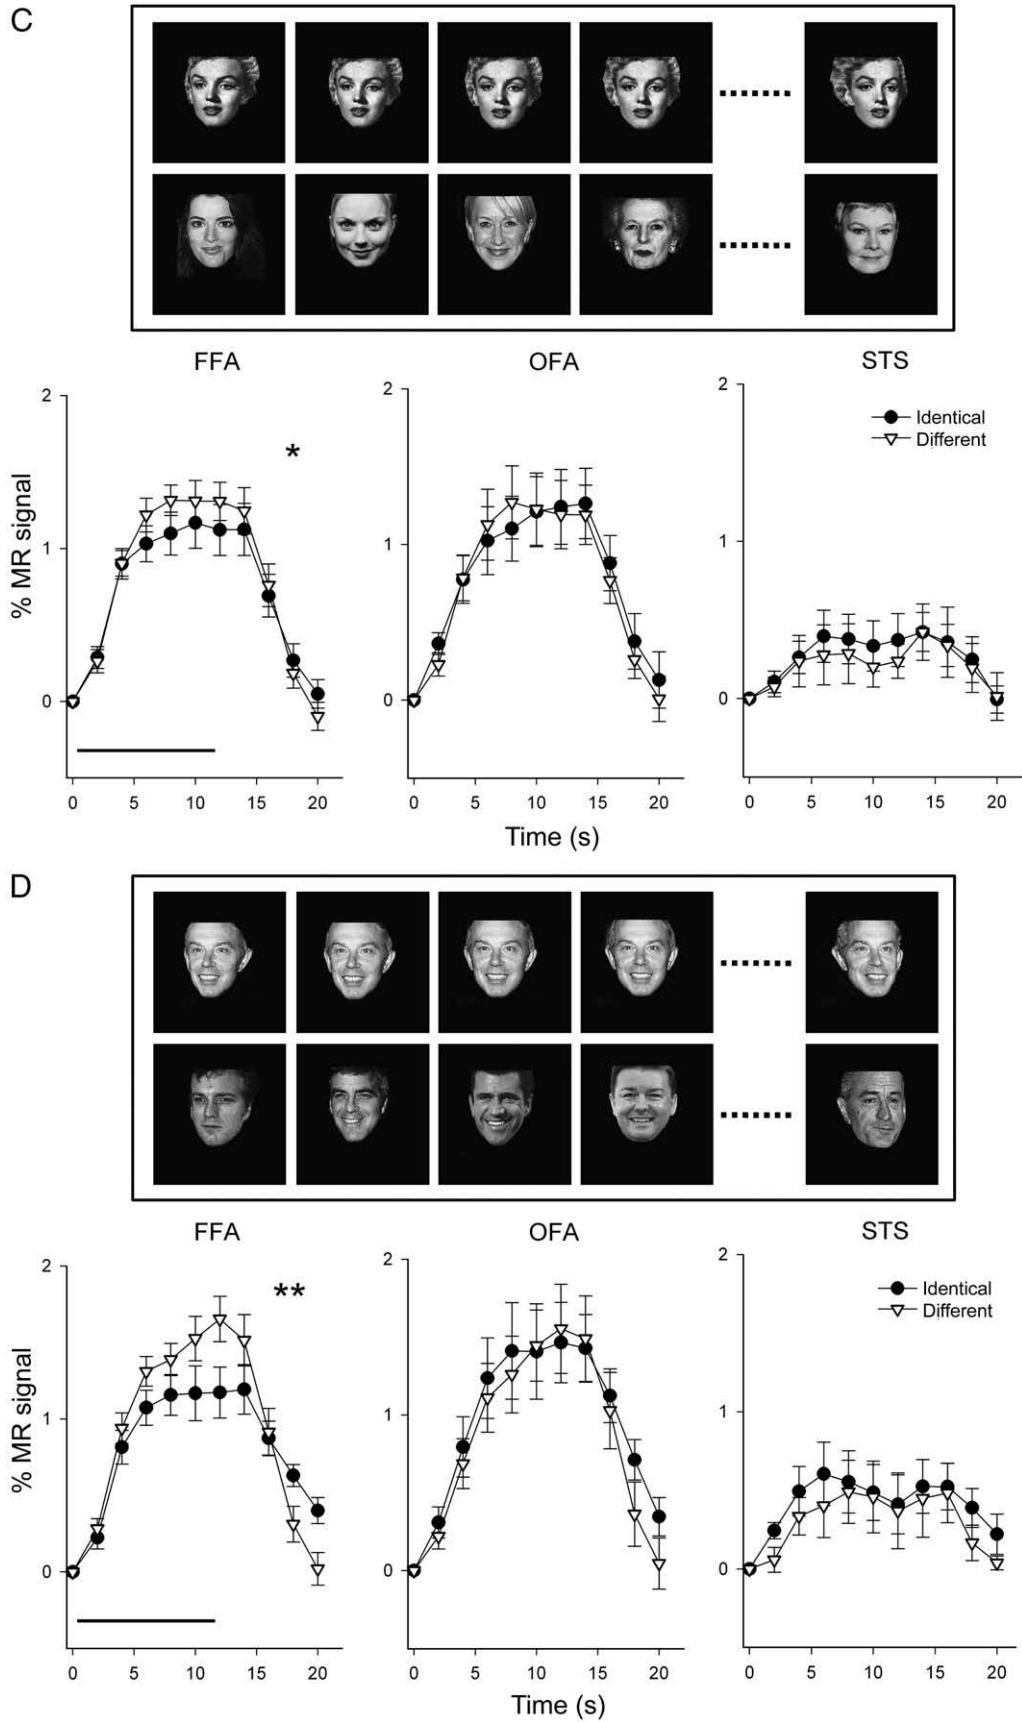 C
FFA OFA STS
2 2 2
Identical
Different
*
% MR signal
1 1 1
0 0 0
0 5 10 15 20 0 5 10 15 20 0 5 10 15 20
Time (s)
D
FFA OFA STS
2 2 2
Identical
Different
**
% MR signal
1 1 1
0 0 0
0 5 10 15 20 0 5 10 15 20 0 5 10 15 20
Time (s)